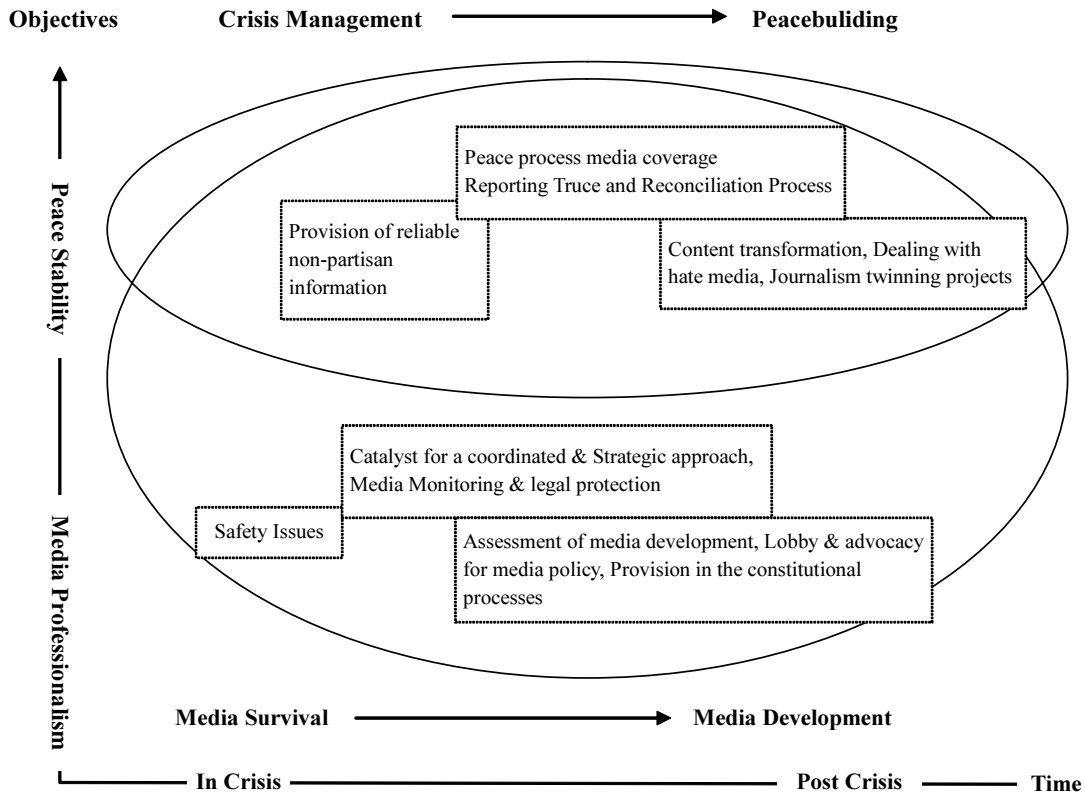 Objectives
Crisis Management
Peacebuliding
Peace process media coverage
Reporting Truce and Reconciliation Process
Provision of reliable
non-partisan
information
Content transformation, Dealing with
hate media, Journalism twinning projects
Peace Stability
Catalyst for a coordinated & Strategic approach,
Media Monitoring & legal protection
Safety Issues
Assessment of media development, Lobby & advocacy
for media policy, Provision in the constitutional
processes
Media Professionalism
Media Survival
Media Development
In Crisis
Post Crisis
Time